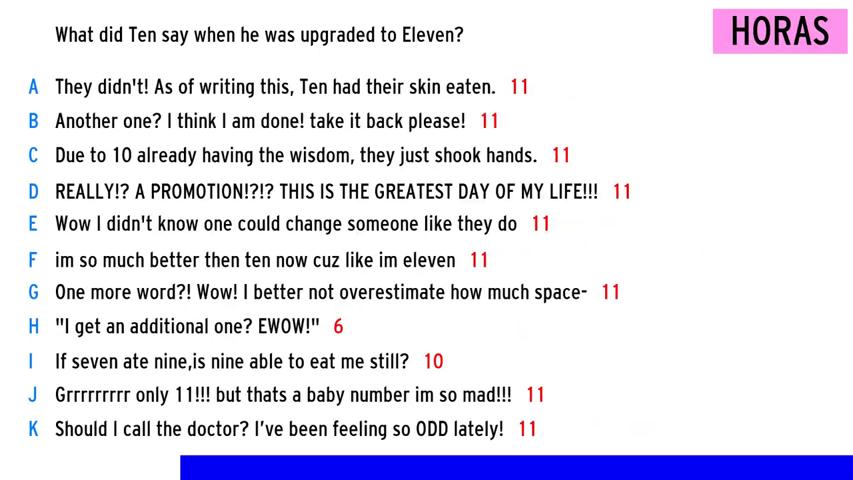 What did Ten say when he was upgraded to Eleven?
HORAS
A They didn't! As of writing this, Ten had their skin eaten. 11
B Another one? I think I am done! take it back please! 11
C Due to 10 already having the wisdom, they just shook hands. 11
D REALLY!? A PROMOTION!?!? THIS IS THE GREATEST DAY OF MY LIFE!!! 11
E Wow I didn't know one could change someone like they do 11
F im so much better then ten now cuz like im eleven 11
G One more word?! Wow! I better not overestimate how much space- 11
H "I get an additional one? EWOW!" 6
I If seven ate nine,is nine able to eat me still? 10
J Grrrrrrrrr only 11!!! but thats a baby number im so mad!!! 11
K Should I call the doctor? I've been feeling so ODD lately! 11